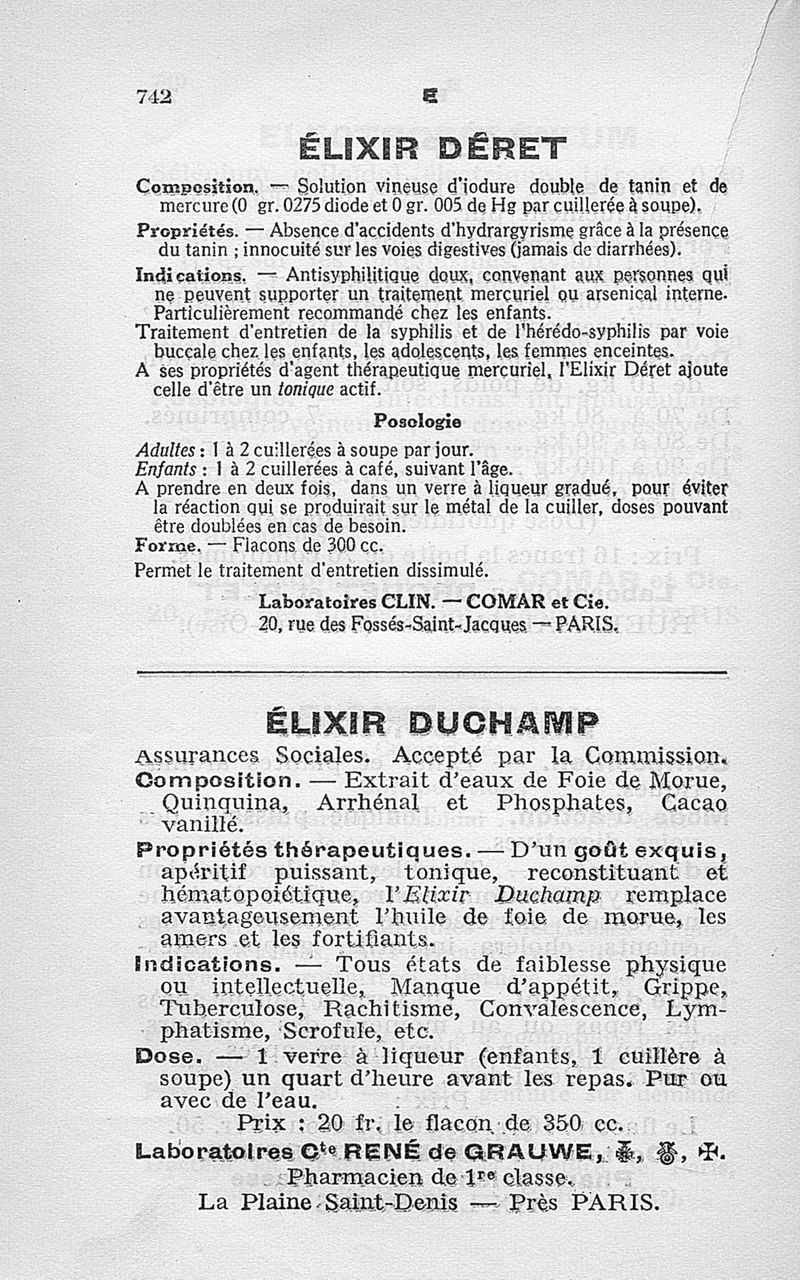 742
E
ÉLIXIR DÉRET
Composition. — Solution vineuse d'iodure double de tanin et de
mercure (0 gr. 0275 diode et 0 gr. 005 de Hg par cuillerée à soupe).
Propriétés. — Absence d'accidents d'hydrargyrisme grâce à la présence
du tanin ; innocuité sur les voies digestives (jamais de diarrhées).
Indications. — Antisyphilitique doux, convenant aux personnes qui
ne peuvent supporter un traitement mercuriel ou arsenical interne.
Particulièrement recommandé chez les enfants.
Traitement d'entretien de la syphilis et de l'hérédo-syphilis par voie
buccale chez les enfants, les adolescents, les femmes enceintes.
A ses propriétés d'agent thérapeutique mercuriel, l'Elixir Déret ajoute
celle d'être un tonique actif.
Posologie
Adultes : 1 à 2 cuillerées à soupe par jour.
Enfants : 1 à 2 cuillerées à café, suivant l'âge.
A prendre en deux fois, dans un verre à liqueur gradué, pour éviter
la réaction qui se produirait sur le métal de la cuiller, doses pouvant
être doublées en cas de besoin.
Forme. — Flacons de 300 cc.
Permet le traitement d'entretien dissimulé.
Laboratoires CLIN. — COMAR et Cie.
20, rue des Fossés-Saint-Jacques — PARIS.
ÉLIXIR DUCHAMP
Assurances Sociales. Accepté par la Commission.
Composition. — Extrait d'eaux de Foie de Morue,
Quinquina, Arrhénal et Phosphates, Cacao
vanillé.
Propriétés thérapeutiques. — D'un goût exquis,
apéritif puissant, tonique, reconstituant et
hématopoiétique, l'Elixir Duchamp remplace
avantageusement l'huile de foie de morue, les
amers et les fortifiants.
Indications. — Tous états de faiblesse physique
ou intellectuelle, Manque d'appétit, Grippe,
Tuberculose, Rachitisme, Convalescence, Lym-
phatisme, Scrofule, etc.
Dose. — 1 verre à liqueur (enfants, 1 cuillère à
soupe) un quart d'heure avant les repas. Pur ou
avec de l'eau.
Prix : 20 fr. le flacon de 350 cc.
Laboratoires Cte RENÉ de GRAUWE,
Pharmacien de 1re classe.
La Plaine-Saint-Denis — Près PARIS.